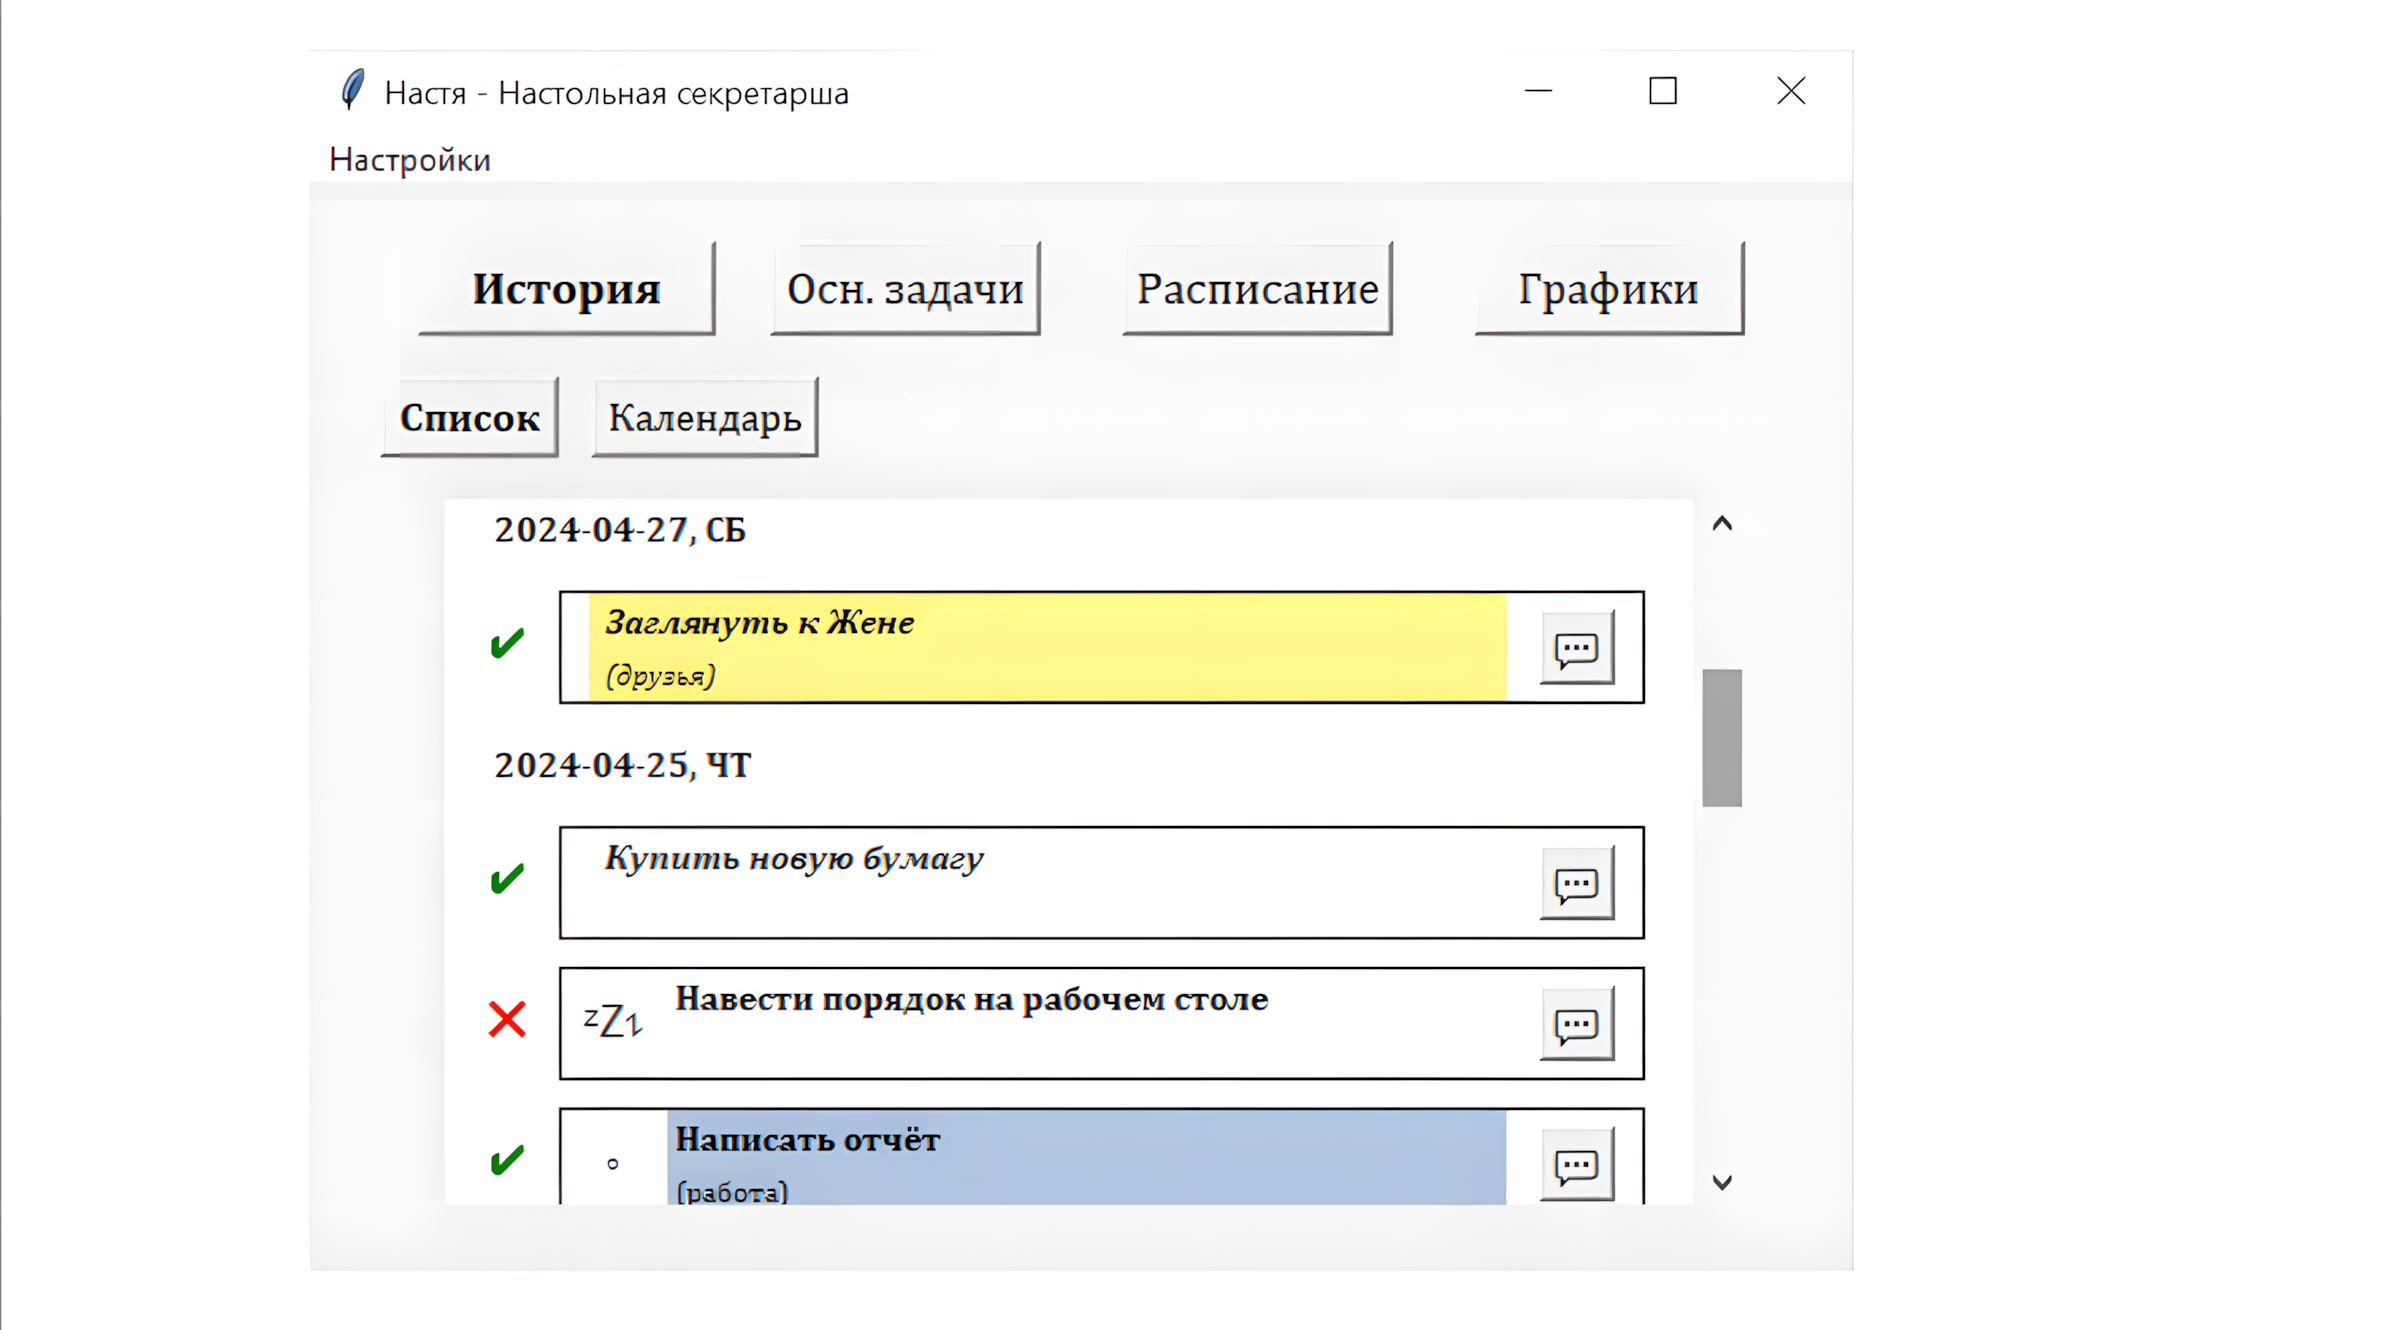 Настя - Настольная секретарша
Настройки
История Осн. задачи Расписание Графики
Список Календарь
2024-04-27, СБ
Заглянуть к Жене
(друзья)
2024-04-25, ЧТ
Купить новую бумагу
zZz Навести порядок на рабочем столе
Написать отчёт
(работа)